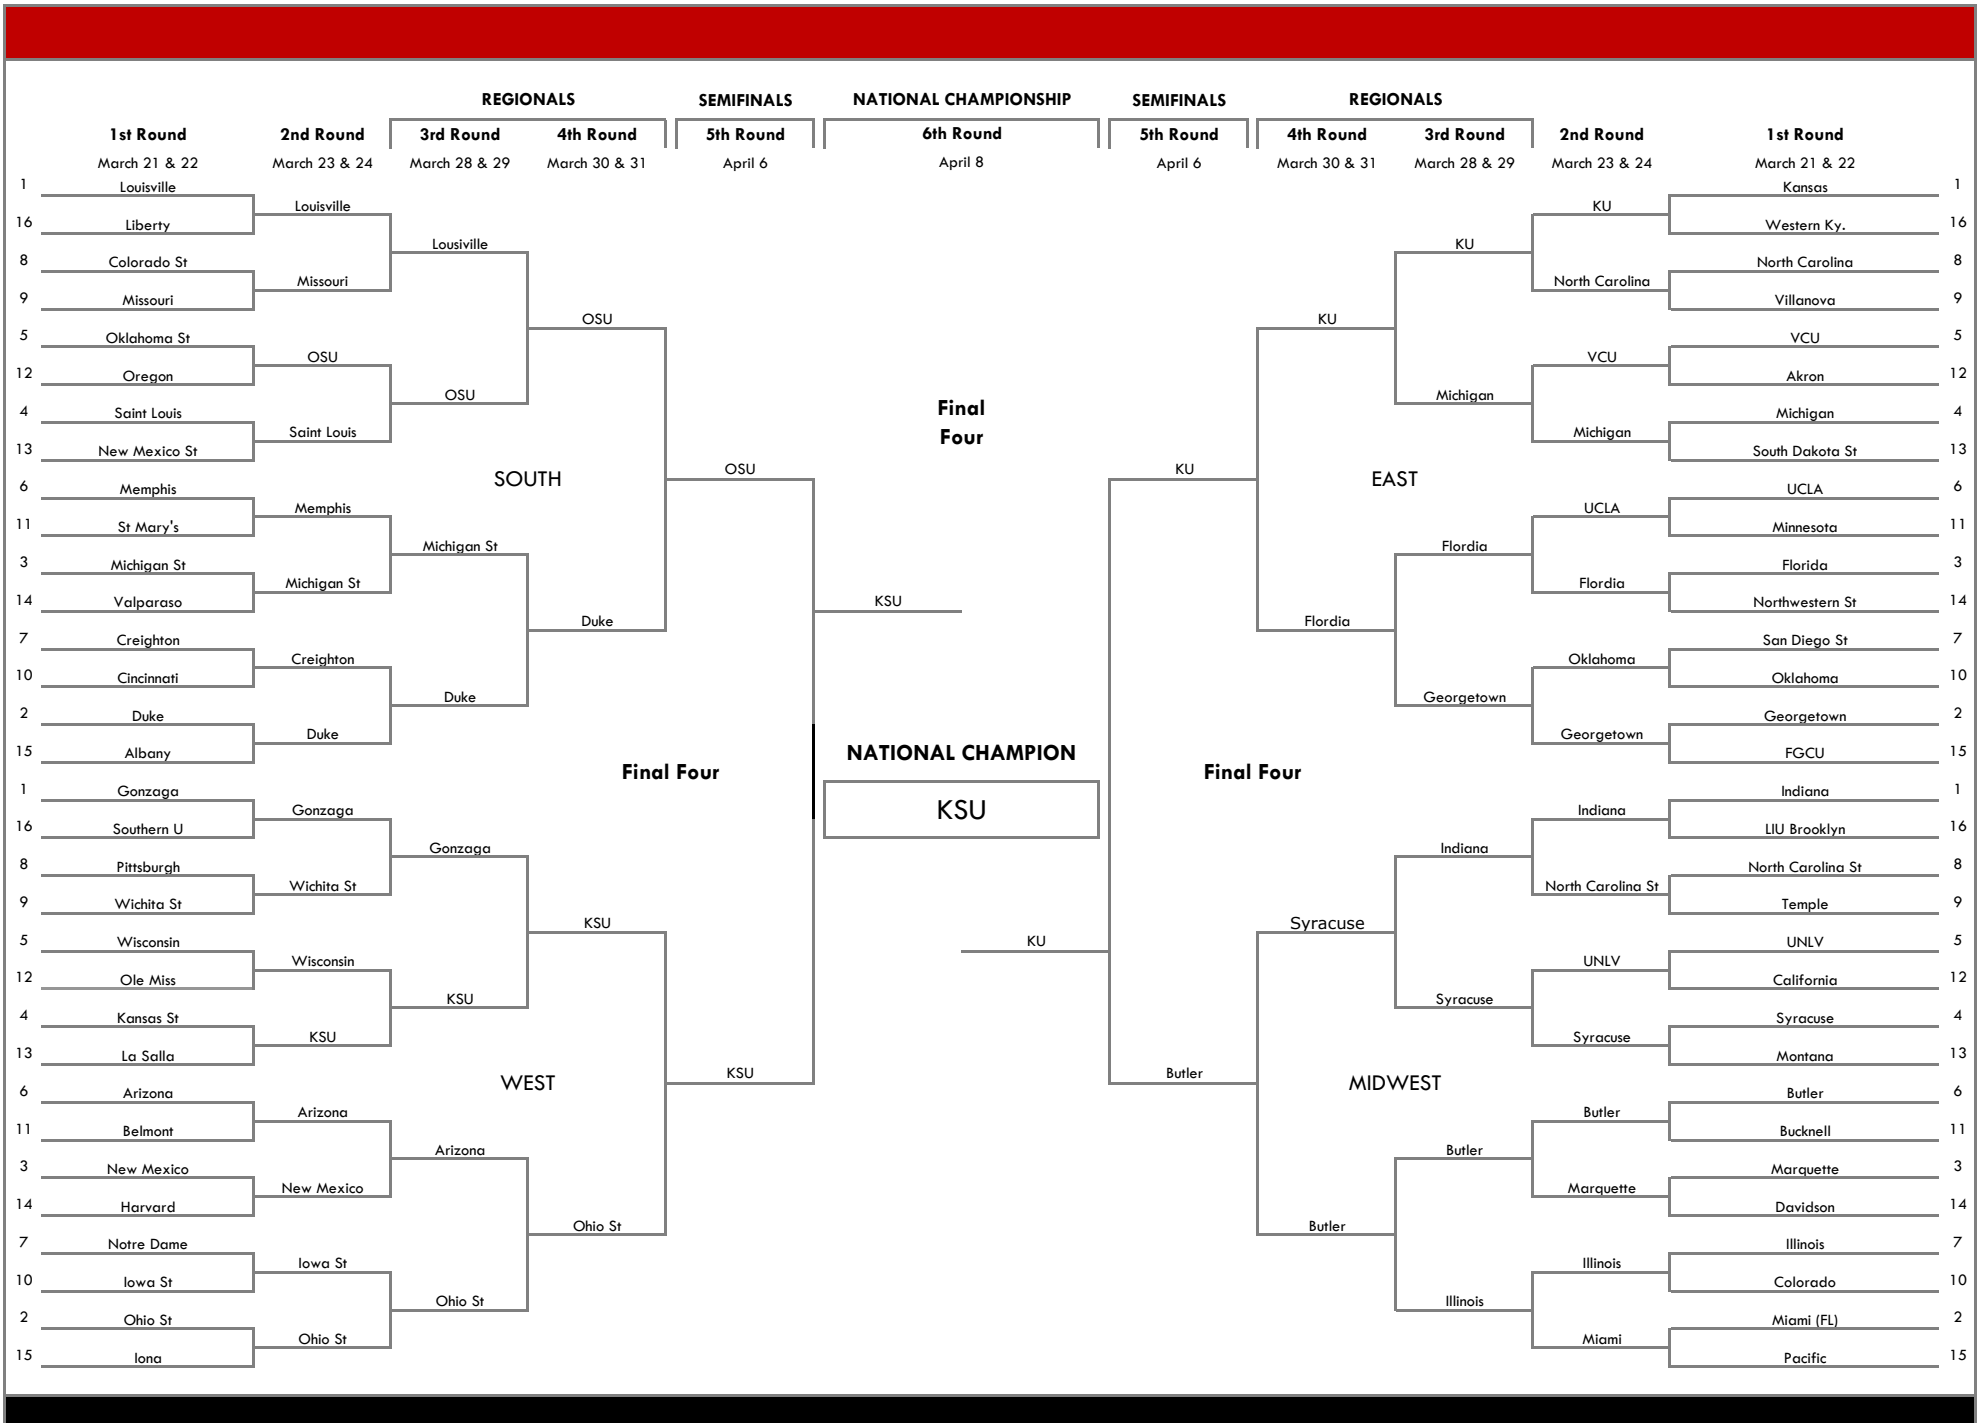 REGIONALS SEMIFINALS NATIONAL CHAMPIONSHIP SEMIFINALS REGIONALS
1st Round 2nd Round 3rd Round 4th Round 5th Round 6th Round 5th Round 4th Round 3rd Round 2nd Round 1st Round
March 21 & 22 March 23 & 24 March 28 & 29 March 30 & 31 April 6 April 8 April 6 March 30 & 31 March 28 & 29 March 23 & 24 March 21 & 22
1 Louisville Kansas 1
Louisville KU
16 Liberty Western Ky. 16
Lousiville KU
8 Colorado St North Carolina 8
Missouri North Carolina
9 Missouri Villanova 9
OSU KU
5 Oklahoma St VCU 5
OSU VCU
12 Oregon Akron 12
OSU Michigan
Final
4 Saint Louis Michigan 4
Saint Louis Michigan
Four
13 New Mexico St South Dakota St 13
OSU KU
SOUTH EAST
6 Memphis UCLA 6
Memphis UCLA
11 St Mary's Minnesota 11
Michigan St Flordia
3 Michigan St Florida 3
Michigan St Flordia
14 Valparaso KSU Northwestern St 14
Duke Flordia
7 Creighton San Diego St 7
Creighton Oklahoma
10 Cincinnati Oklahoma 10
Duke Georgetown
2 Duke Georgetown 2
Duke Georgetown
15 Albany NATIONAL CHAMPION FGCU 15
Final Four Final Four
1 Gonzaga Indiana 1
Gonzaga KSU Indiana
16 Southern U LIU Brooklyn 16
Gonzaga Indiana
8 Pittsburgh North Carolina St 8
Wichita St North Carolina St
9 Wichita St Temple 9
KSU Syracuse
5 Wisconsin KU UNLV 5
Wisconsin UNLV
12 Ole Miss California 12
KSU Syracuse
4 Kansas St Syracuse 4
KSU Syracuse
13 La Salla Montana 13
KSU Butler
WEST MIDWEST
6 Arizona Butler 6
Arizona Butler
11 Belmont Bucknell 11
Arizona Butler
3 New Mexico Marquette 3
New Mexico Marquette
14 Harvard Davidson 14
Ohio St Butler
7 Notre Dame Illinois 7
Iowa St Illinois
10 Iowa St Colorado 10
Ohio St Illinois
2 Ohio St Miami (FL) 2
Ohio St Miami
15 Iona Pacific 15